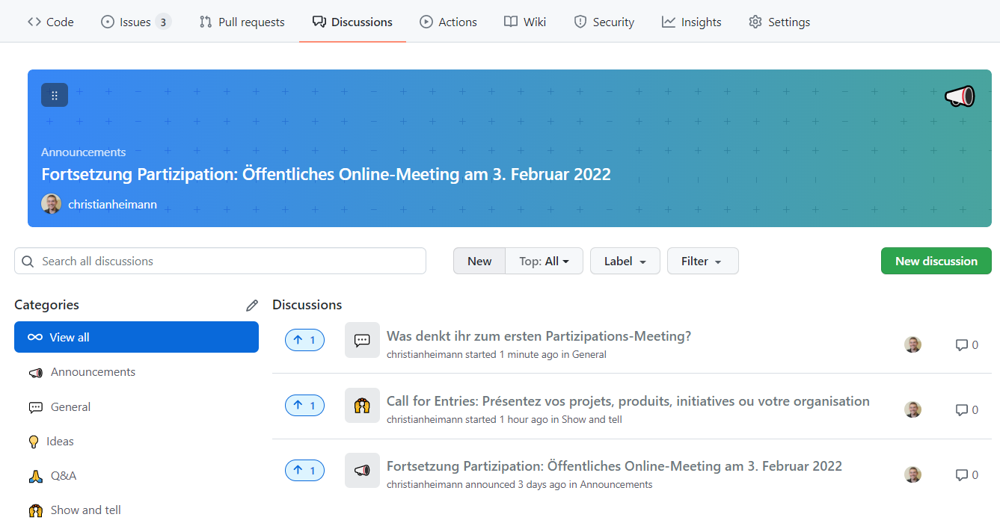 Code Issues 3 Pull requests Discussions Actions Wiki Security Insights Settings
Announcements
Fortsetzung Partizipation: Öffentliches Online-Meeting am 3. Februar 2022
christianheimann
Search all discussions New Top: All Label Filter New discussion
Categories
View all
Announcements
General
Ideas
Q&A
Show and tell
Discussions
1 Was denkt ihr zum ersten Partizipations-Meeting? 0
christianheimann started 1 minute ago in General
1 Call for Entries: Présentez vos projets, produits, initiatives ou votre organisation 0
christianheimann started 1 hour ago in Show and tell
1 Fortsetzung Partizipation: Öffentliches Online-Meeting am 3. Februar 2022 0
christianheimann announced 3 days ago in Announcements